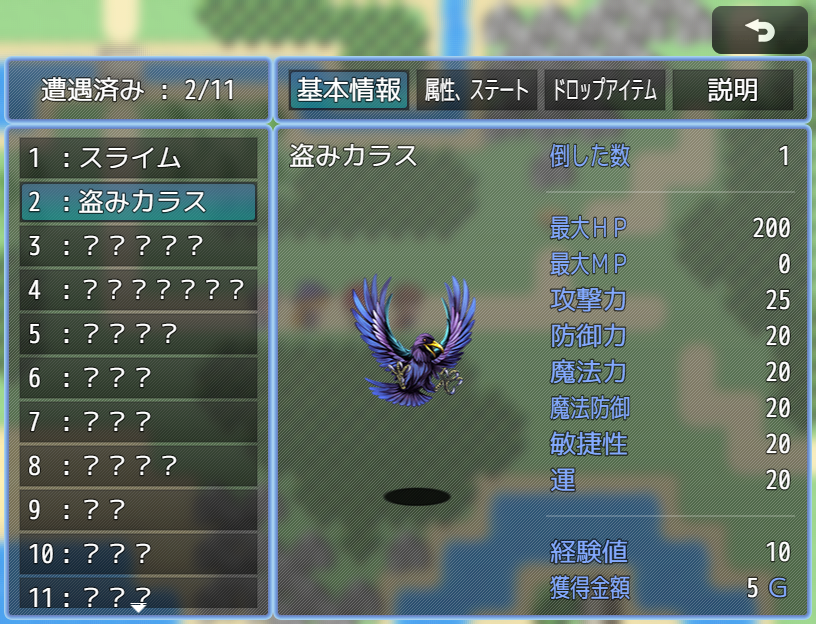 遭遇済み : 2/11
基本情報 属性、ステート ドロップアイテム 説明
1 :スライム
2 :盗みカラス
3 :？？？？？
4 :？？？？？？？
5 :？？？？
6 :？？？
7 :？？？
8 :？？？？
9 :？？
10:？？？
11:？？？
盗みカラス
倒した数 1
最大ＨＰ 200
最大ＭＰ 0
攻撃力 25
防御力 20
魔法力 20
魔法防御 20
敏捷性 20
運 20
経験値 10
獲得金額 5 G